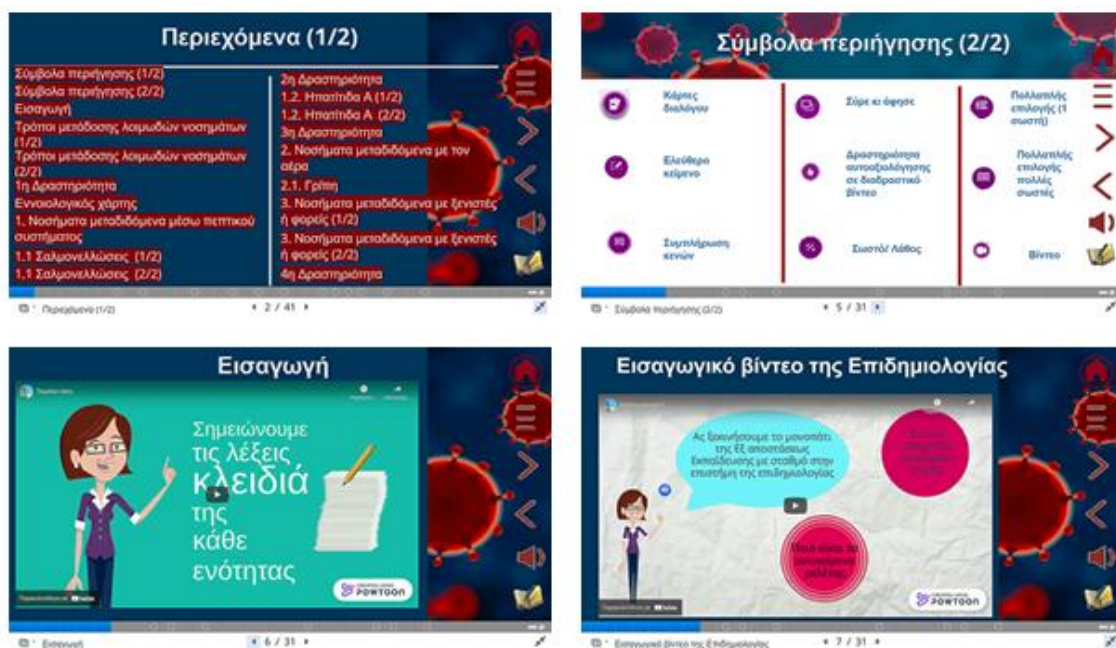 Περιεχόμενα (1/2)
Σύμβολα περιήγησης (1/2)
Σύμβολα περιήγησης (2/2)
Εισαγωγή
Τρόποι μετάδοσης λοιμωδών νοσημάτων
(1/2)
Τρόποι μετάδοσης λοιμωδών νοσημάτων
(2/2)
1η Δραστηριότητα
Εννοιολογικός χάρτης
1. Νοσήματα μεταδιδόμενα μέσω πεπτικού
συστήματος
1.1 Σαλμονελλώσεις (1/2)
1.1 Σαλμονελλώσεις (2/2)
2η Δραστηριότητα
1.2. Ηπατίτιδα Α (1/2)
1.2. Ηπατίτιδα Α (2/2)
3η Δραστηριότητα
2. Νοσήματα μεταδιδόμενα με τον
αέρα
2.1. Γρίπη
3. Νοσήματα μεταδιδόμενα με ξενιστές
ή φορείς (1/2)
3. Νοσήματα μεταδιδόμενα με ξενιστές
ή φορείς (2/2)
4η Δραστηριότητα
Περιεχόμενα (1/2)
2 / 41
Σύμβολα περιήγησης (2/2)
Κάρτες
διαλόγου
Ελεύθερο
κείμενο
Συμπλήρωση
κενών
Σύρε κι άφησε
Δραστηριότητα
αυτοαξιολόγησης
σε διαδραστικό
βίντεο
Σωστό/ Λάθος
Πολλαπλής
επιλογής (1
σωστή)
Πολλαπλής
επιλογής
πολλές
σωστές
Βίντεο
Σύμβολα περιήγησης (2/2)
5 / 31
Εισαγωγή
Σημειώνουμε
τις λέξεις
κλειδιά
της
κάθε
ενότητας
POWTOON
YouTube
Εισαγωγή
6 / 31
Εισαγωγικό βίντεο της Επιδημιολογίας
Ας ξεκινήσουμε το μονοπάτι
της Εξ αποστάσεως
Εκπαίδευσης με σταθμό στην
επιστήμη της επιδημιολογίας
Ποιο είναι το
POWTOON
YouTube
Εισαγωγικό βίντεο της Επιδημιολογίας
7 / 31